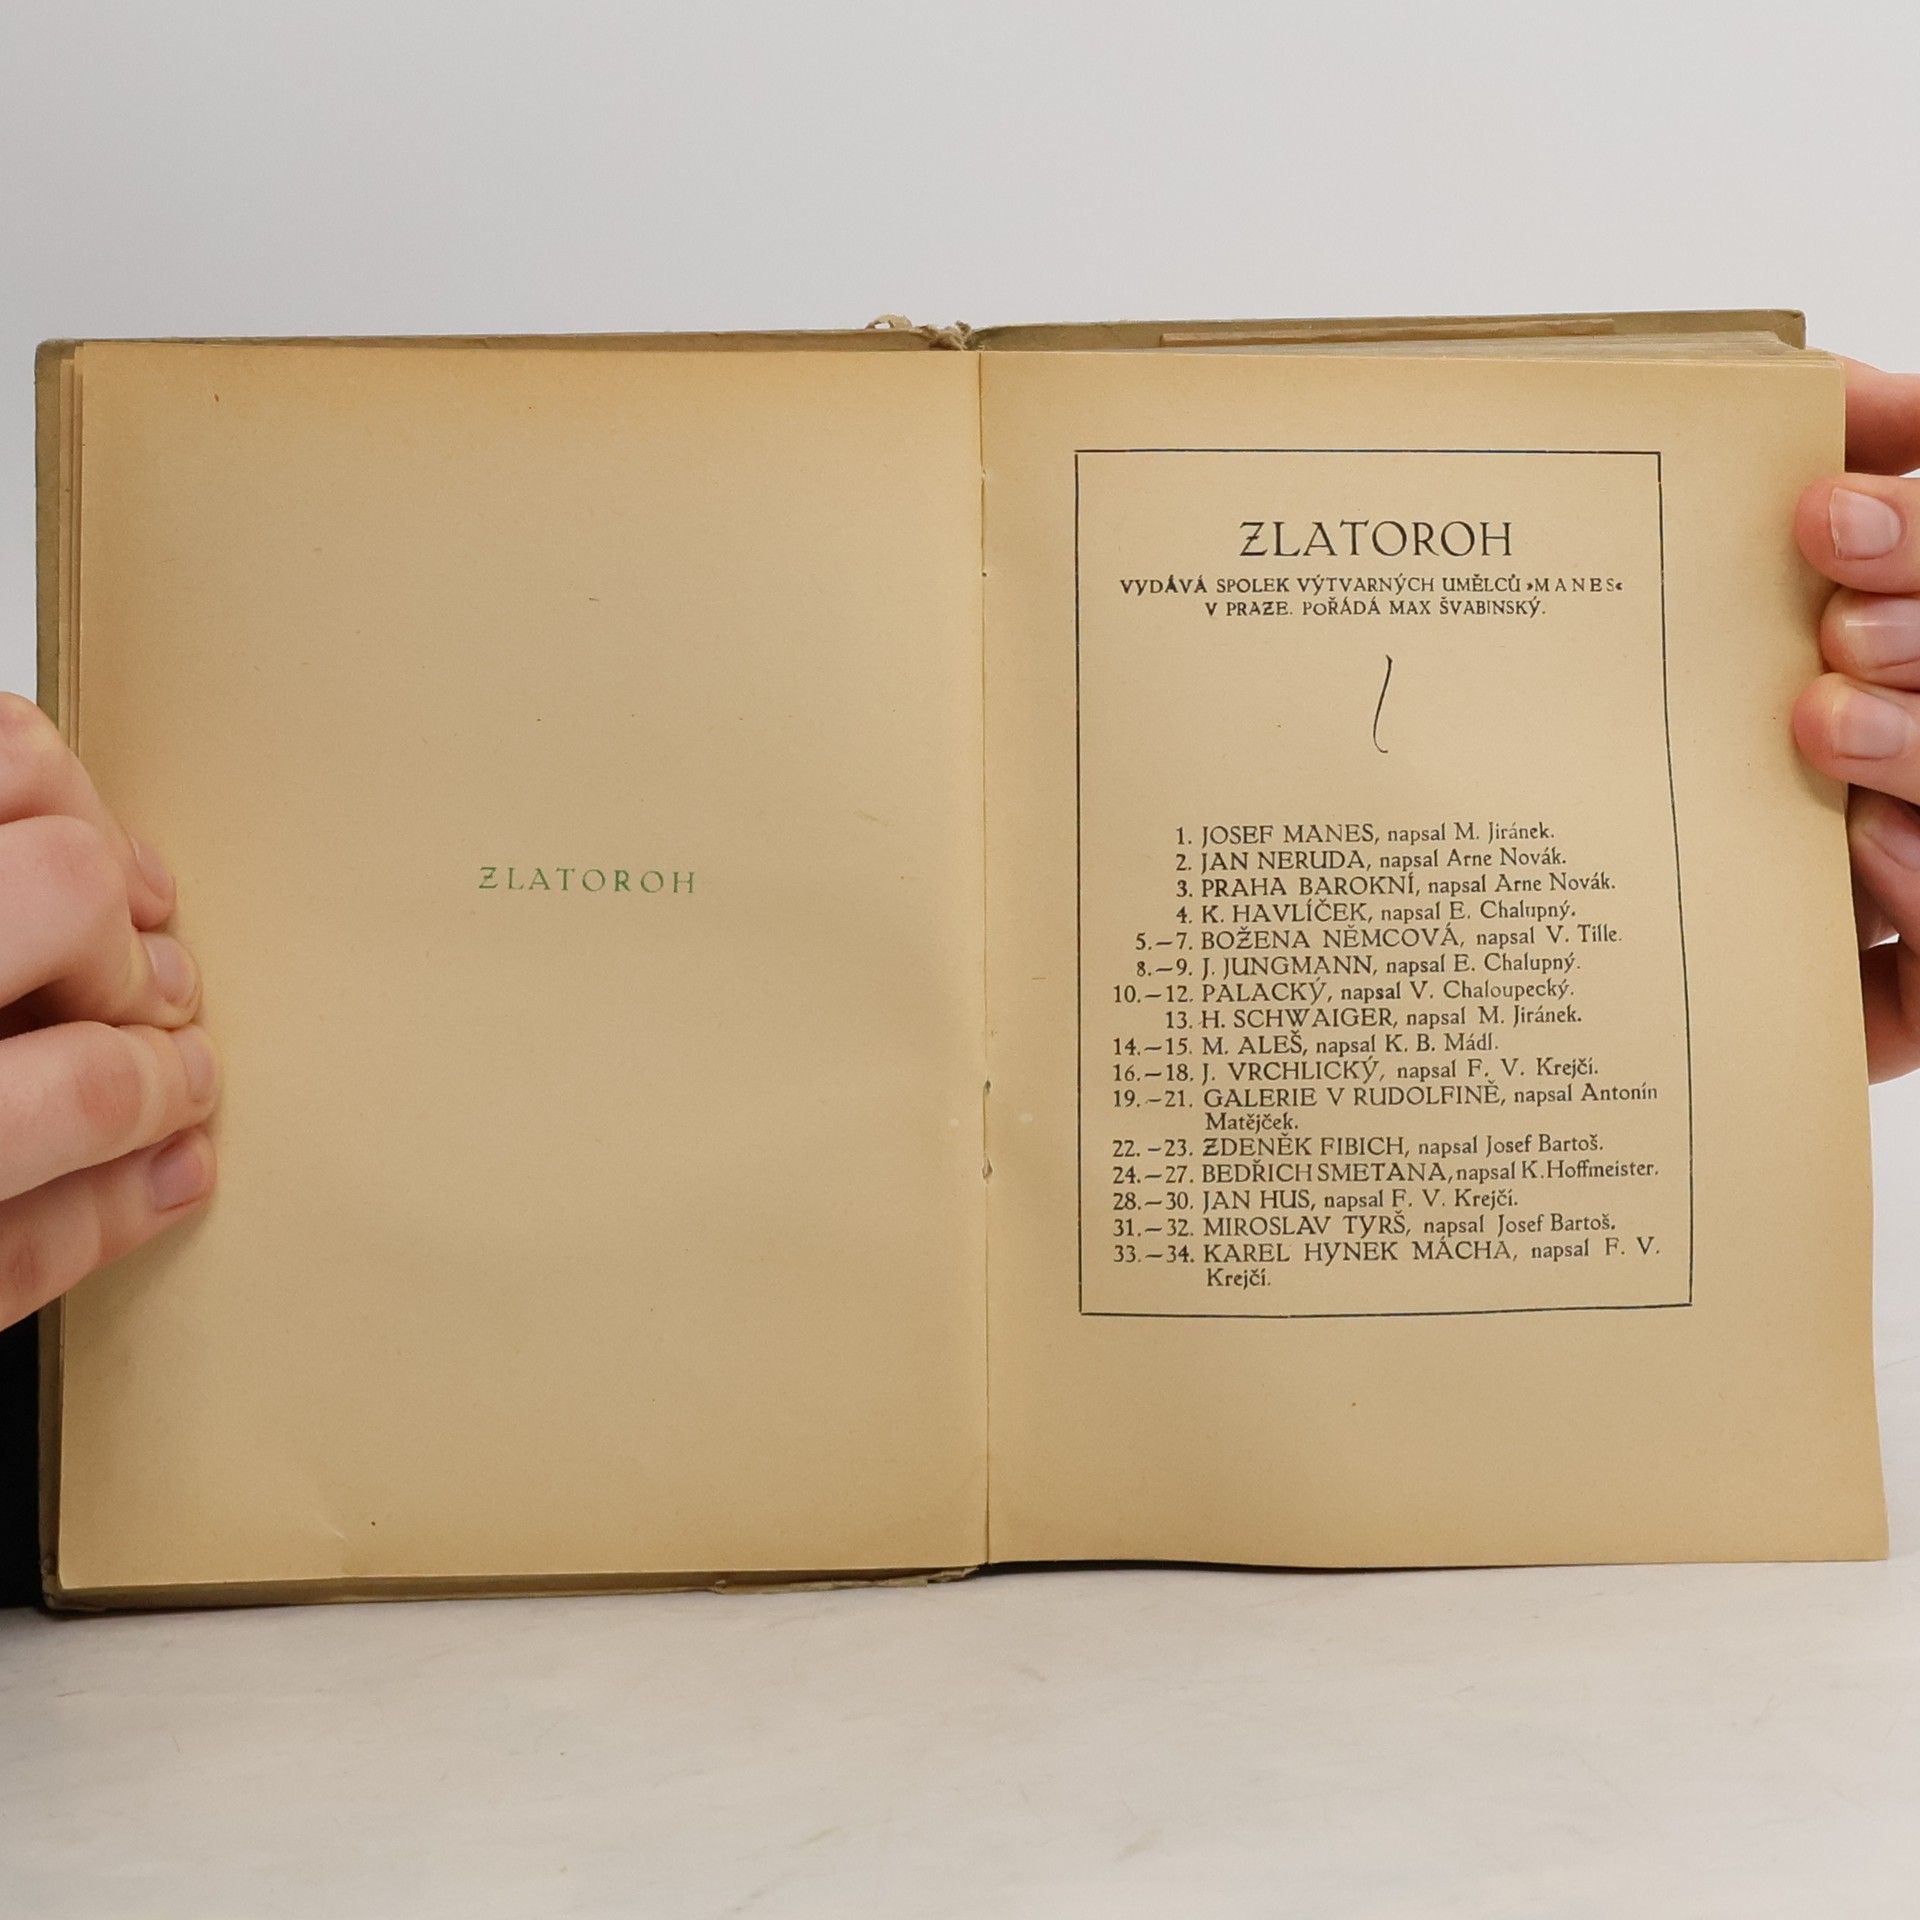 ZLATOROH
ZLATOROH
VYDÁVÁ SPOLEK VÝTVARNÝCH UMĚLCŮ »MANES«
V PRAZE. POŘÁDÁ MAX ŠVABINSKÝ.
1. JOSEF MANES, napsal M. Jiránek.
2. JAN NERUDA, napsal Arne Novák.
3. PRAHA BAROKNÍ, napsal Arne Novák.
4. K. HAVLÍČEK, napsal E. Chalupný.
5.—7. BOŽENA NĚMCOVÁ, napsal V. Tille.
8.—9. J. JUNGMANN, napsal E. Chalupný.
10.—12. PALACKÝ, napsal V. Chaloupecký.
13. H. SCHWAIGER, napsal M. Jiránek.
14.—15. M. ALEŠ, napsal K. B. Mádl.
16.—18. J. VRCHLICKÝ, napsal F. V. Krejčí.
19.—21. GALERIE V RUDOLFINĚ, napsal Antonín
Matějček.
22.—23. ZDENĚK FIBICH, napsal Josef Bartoš.
24.—27. BEDŘICH SMETANA, napsal K. Hoffmeister.
28.—30. JAN HUS, napsal F. V. Krejčí.
31.—32. MIROSLAV TYRŠ, napsal Josef Bartoš.
33.—34. KAREL HYNEK MÁCHA, napsal F. V.
Krejčí.